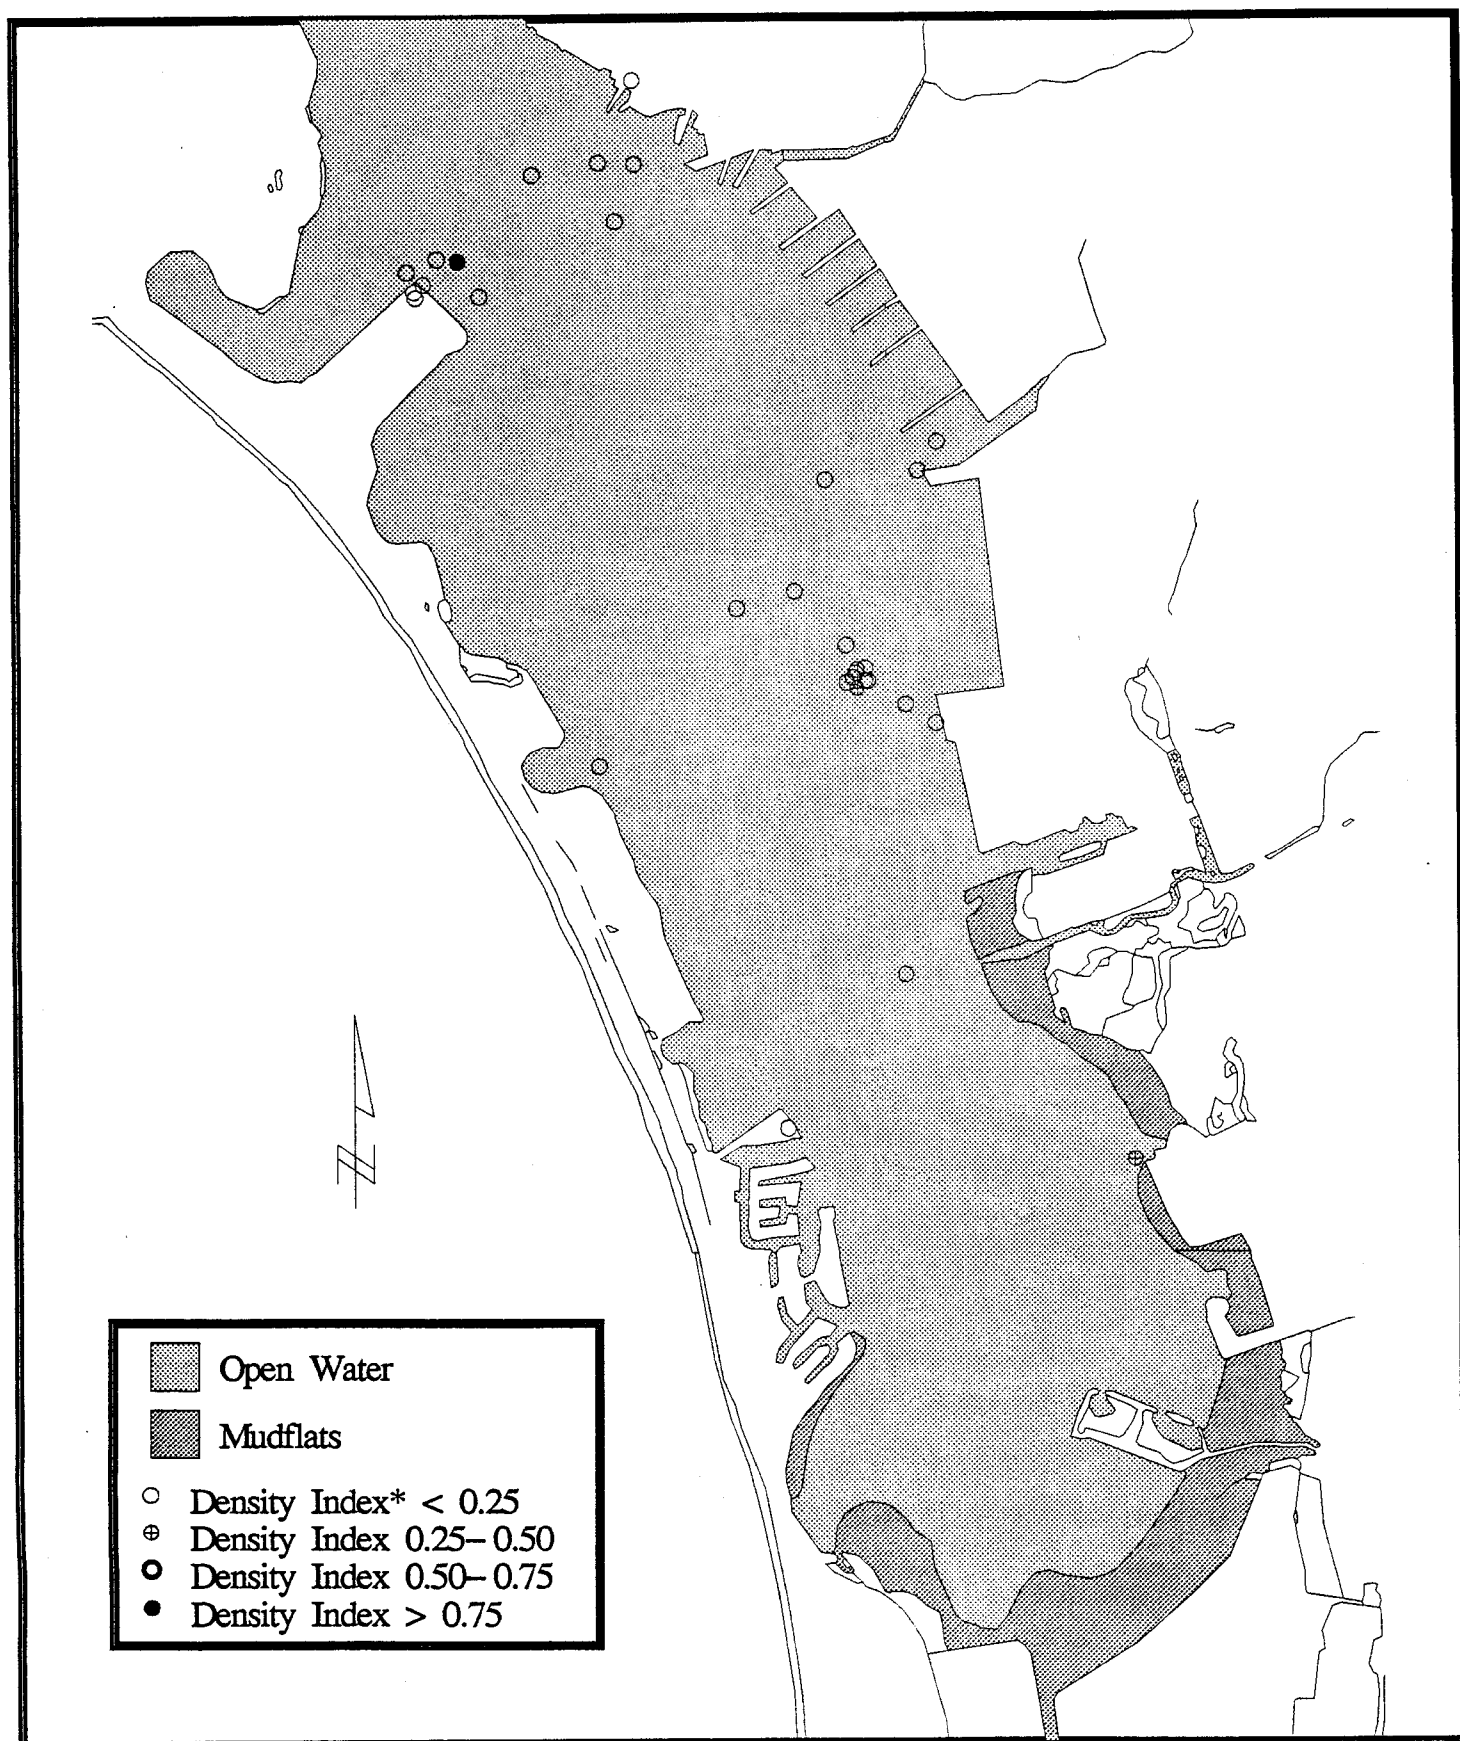 N
Open Water
Mudflats
Density Index* < 0.25
Density Index 0.25–0.50
Density Index 0.50–0.75
Density Index > 0.75